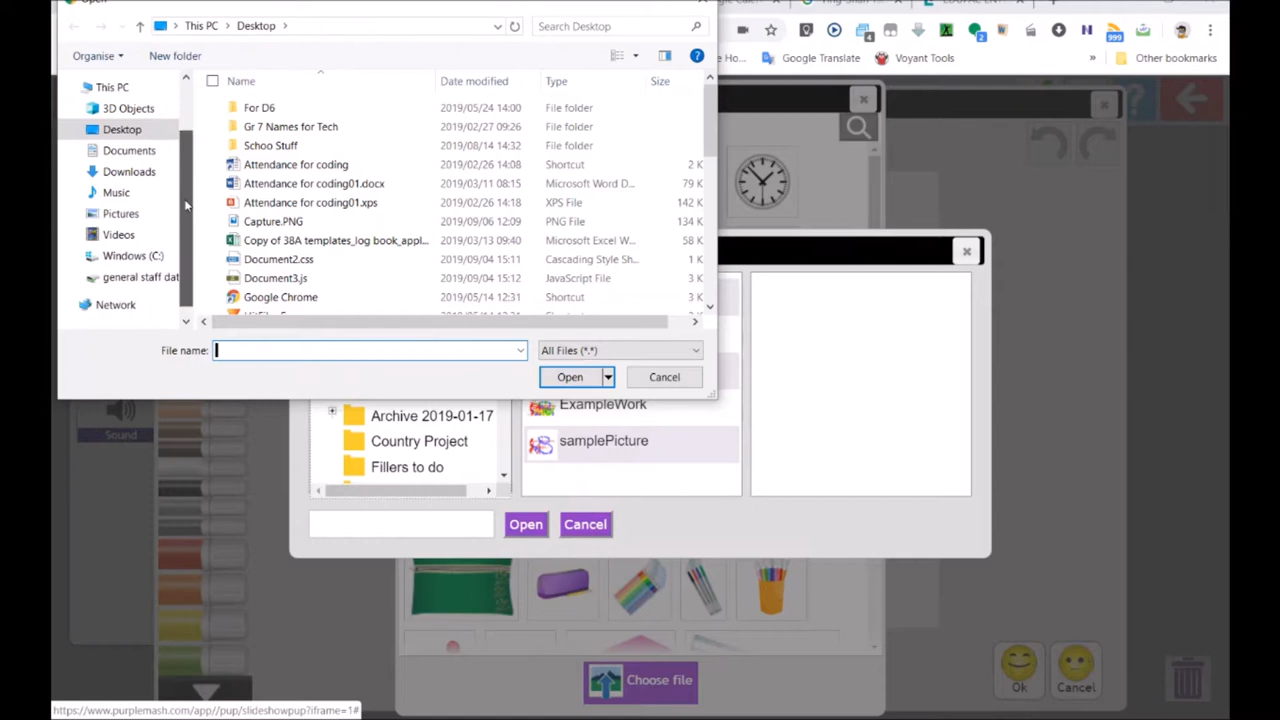 This PC > Desktop >
Search Desktop
Organise
New folder
Name
Date modified
Type
Size
This PC
3D Objects
Desktop
Documents
Downloads
Music
Pictures
Videos
Windows (C:)
general staff dat
Network
For D6 2019/05/24 14:00 File folder
Gr 7 Names for Tech 2019/02/27 09:26 File folder
Schoo Stuff 2019/08/14 14:32 File folder
Attendance for coding 2019/02/26 14:08 Shortcut 2 K
Attendance for coding01.docx 2019/03/11 08:15 Microsoft Word D... 79 K
Attendance for coding01.xps 2019/02/26 14:18 XPS File 142 K
Capture.PNG 2019/09/06 12:09 PNG File 134 K
Copy of 38A templates_log book_appl... 2019/03/13 09:40 Microsoft Excel W... 58 K
Document2.css 2019/09/04 15:11 Cascading Style Sh... 1 K
Document3.js 2019/09/04 15:12 JavaScript File 3 K
Google Chrome 2019/05/14 12:31 Shortcut 3 K
File name:
All Files (*.*)
Open
Cancel
999
Google Translate
Voyant Tools
»
Other bookmarks
Sound
Archive 2019-01-17
Country Project
Fillers to do
ExampleWork
samplePicture
Open
Cancel
Choose file
Ok
Cancel
https://www.purplemash.com/app//pup/slideshowpup?iframe=1#